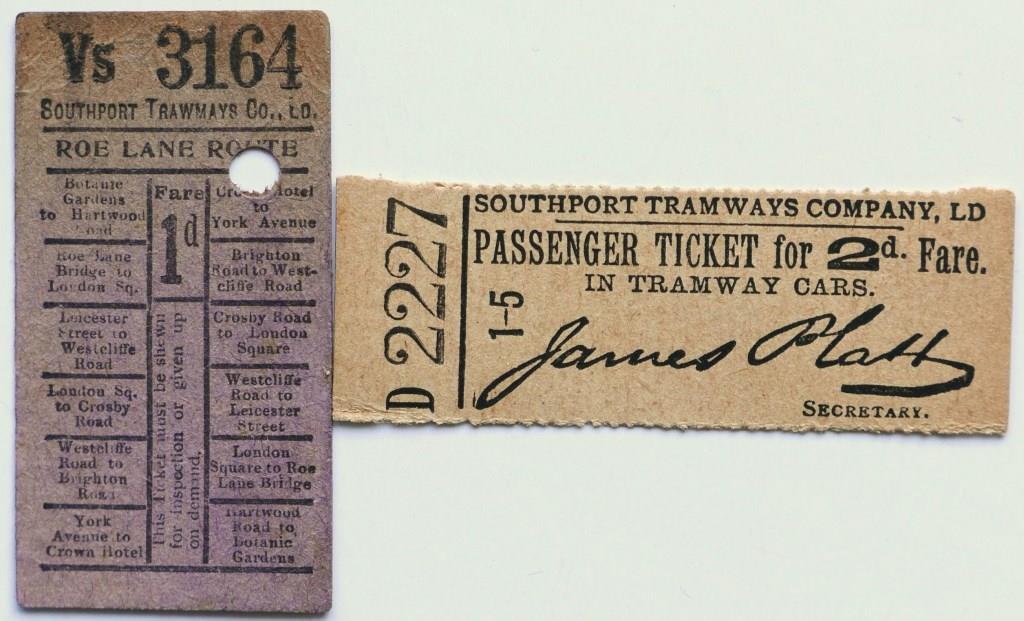 Vs 3164
SOUTHPORT TRAWMAYS CO., LD.
ROE LANE ROUTE
Botanic
Gardens
to Hartwood
Road
Roe Lane
Bridge to
London Sq.
Leicester
Street to
Westcliffe
Road
London Sq.
to Crosby
Road
Westcliffe
Road to
Brighton
Road
York
Avenue to
Crown Hotel
Fare
1d
This Ticket must be shewn
for inspection or given up
on demand.
Crown Hotel
to
York Avenue
Brighton
Road to West-
cliffe Road
Crosby Road
to London
Square
Westcliffe
Road to
Leicester
Street
London
Square to Roe
Lane Bridge
Hartwood
Road to
Botanic
Gardens
D 2227
SOUTHPORT TRAMWAYS COMPANY, LD
PASSENGER TICKET for 2d. Fare.
IN TRAMWAY CARS.
1-5
James Platt
SECRETARY.